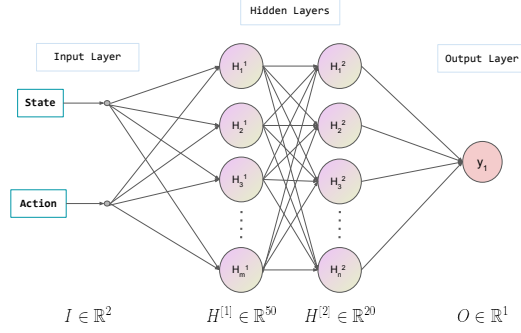 Hidden Layers
Input Layer
Output Layer
State
Action
H₁¹
H₂¹
H₃¹
Hₘ¹
H₁²
H₂²
H₃²
Hₙ²
y₁
I ∈ ℝ² H^[1] ∈ ℝ⁵⁰ H^[2] ∈ ℝ²⁰ O ∈ ℝ¹